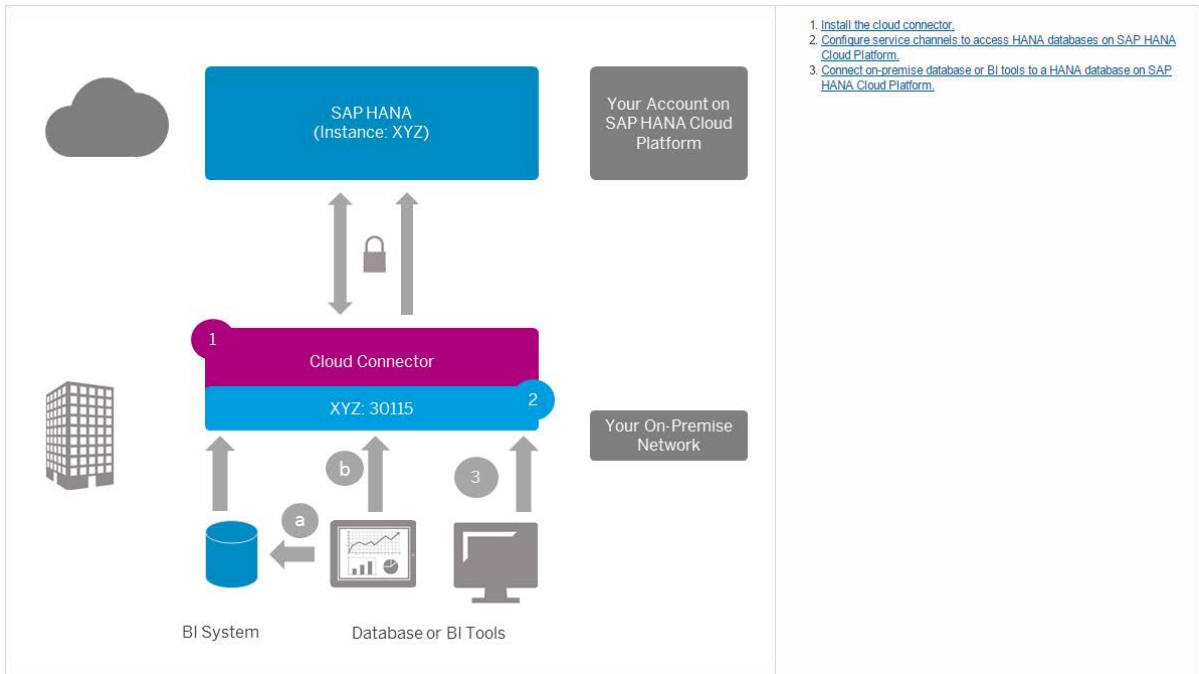 SAP HANA
(Instance: XYZ)
Your Account on
SAP HANA Cloud
Platform
1
Cloud Connector
XYZ: 30115
2
Your On-Premise
Network
b
3
a
BI System
Database or BI Tools
1. Install the cloud connector.
2. Configure service channels to access HANA databases on SAP HANA
Cloud Platform.
3. Connect on-premise database or BI tools to a HANA database on SAP
HANA Cloud Platform.